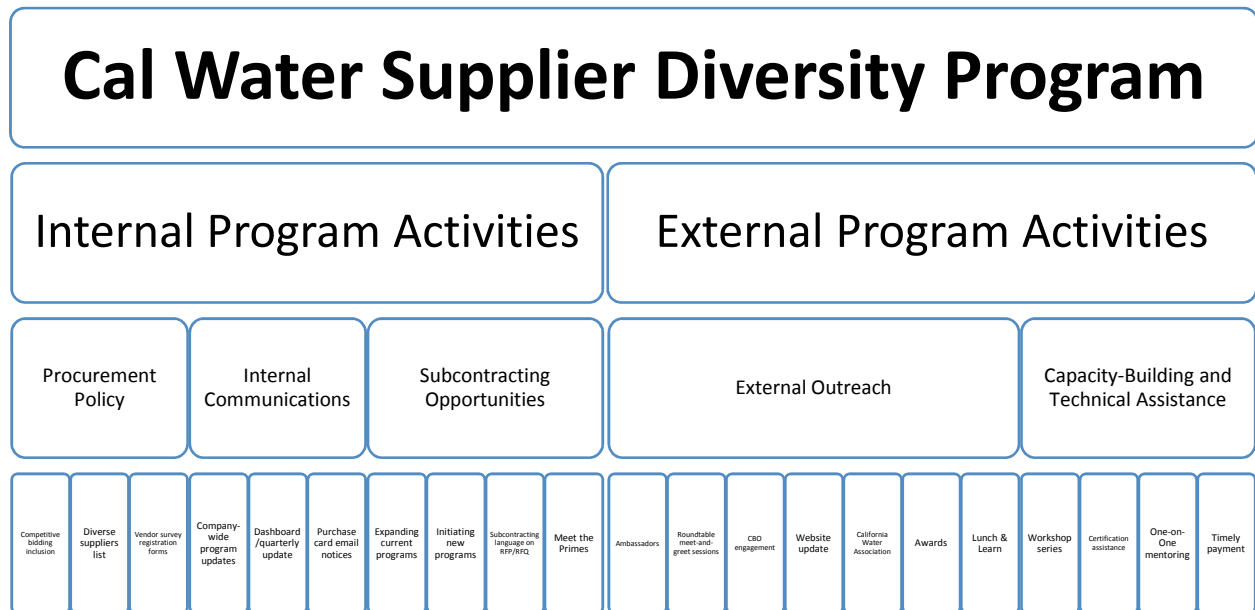 Cal Water Supplier Diversity Program
Internal Program Activities
External Program Activities
Procurement
Policy
Internal
Communications
Subcontracting
Opportunities
External Outreach
Capacity-Building and
Technical Assistance
Competitive
bidding
inclusion
Diverse
suppliers
list
Vendor survey
registration
forms
Company-
wide
program
updates
Dashboard
/quarterly
update
Purchase
card email
notices
Expanding
current
programs
Initiating
new
programs
Subcontracting
language on
RFP/RFQ
Meet the
Primes
Ambassadors
Roundtable
meet-and-
greet sessions
CBO
engagement
Website
update
California
Water
Association
Awards
Lunch &
Learn
Workshop
series
Certification
assistance
One-on-
One
mentoring
Timely
payment